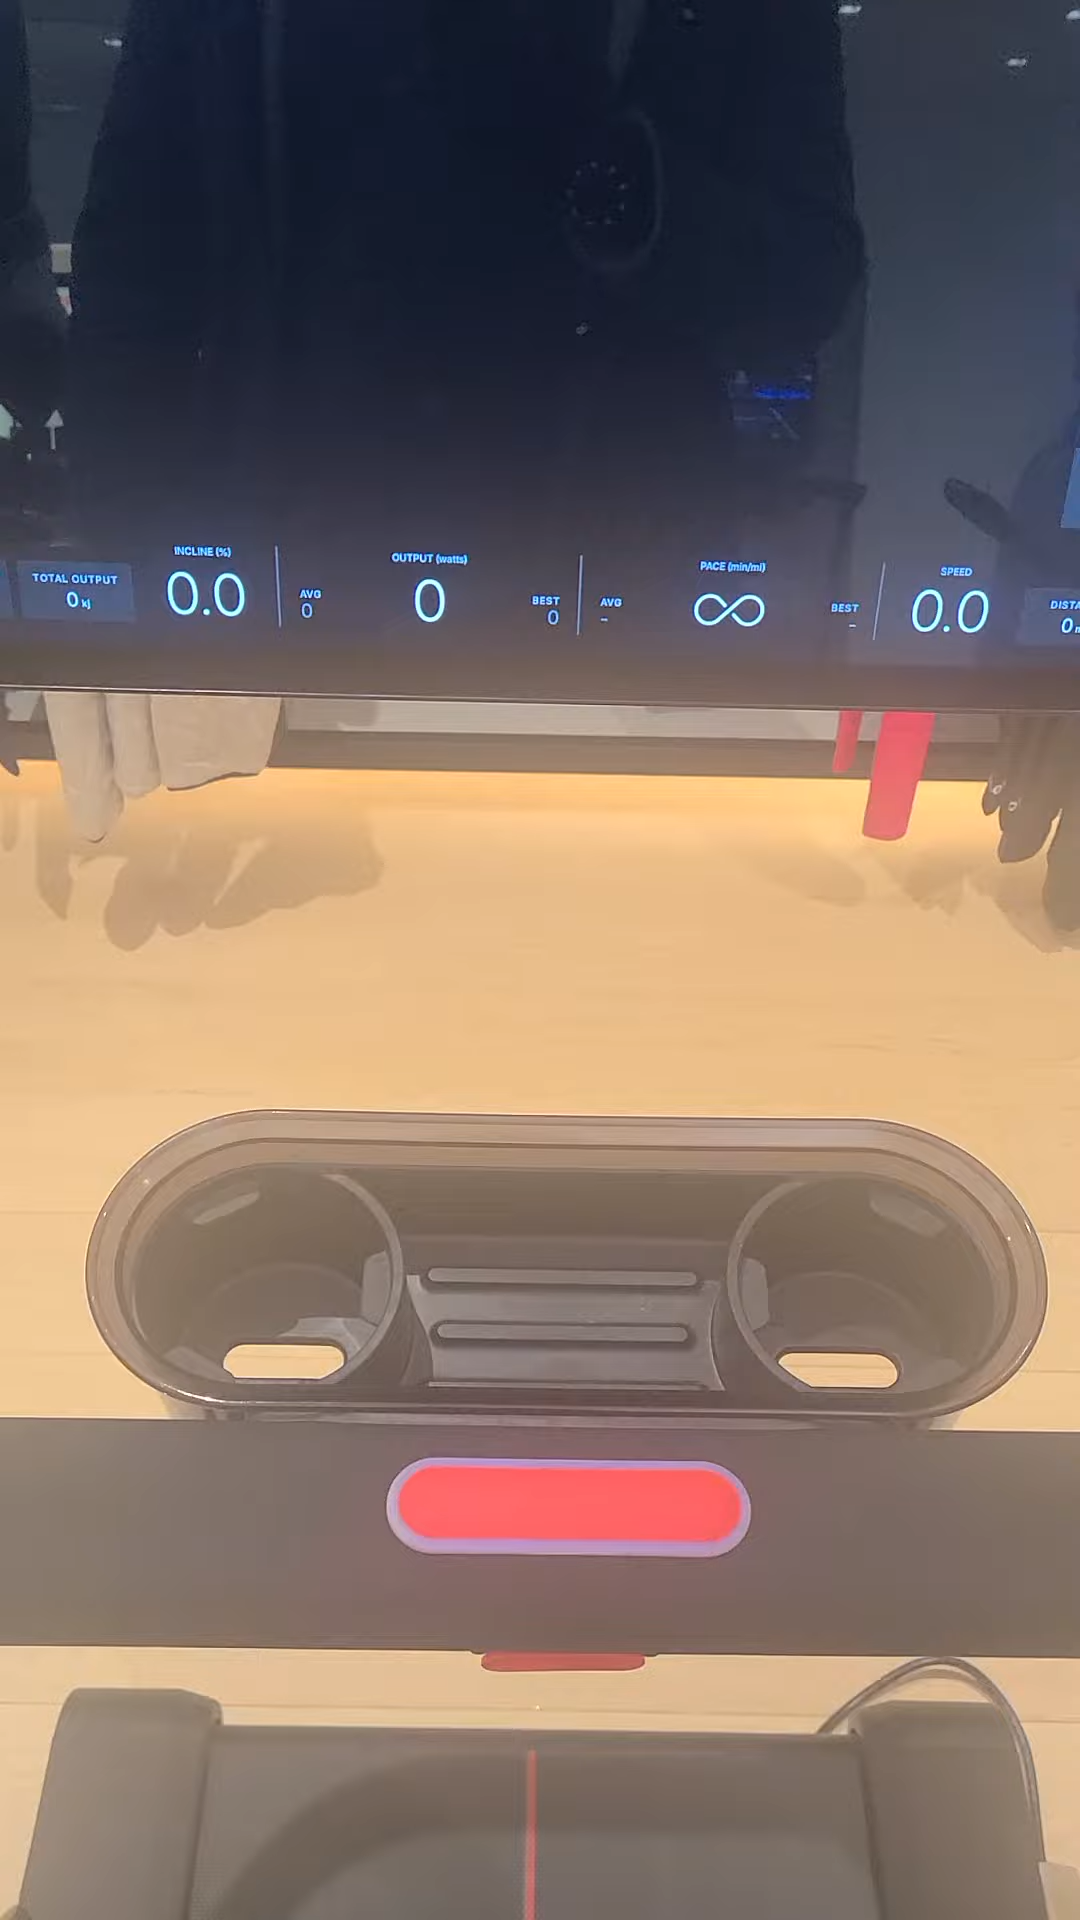 TOTAL OUTPUT
0 kj
INCLINE (%)
0.0
AVG
0
OUTPUT (watts)
0
BEST
0
AVG
-
PACE (min/mi)
∞
BEST
-
SPEED
0.0
0